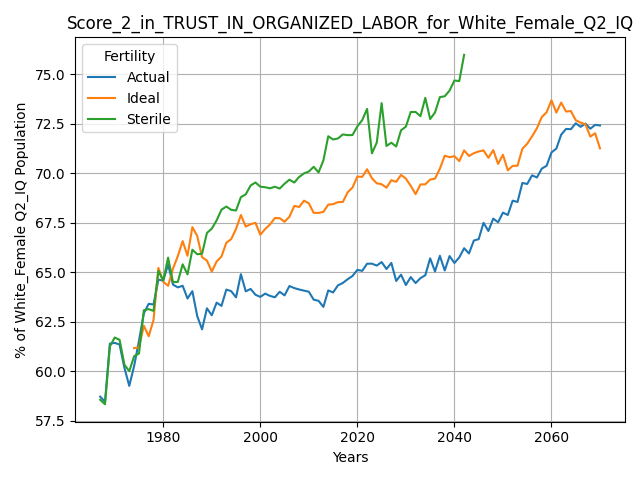 Score_2_in_TRUST_IN_ORGANIZED_LABOR_for_White_Female_Q2_IQ
Fertility
Actual
Ideal
Sterile
% of White_Female Q2_IQ Population
75.0
72.5
70.0
67.5
65.0
62.5
60.0
57.5
1980 2000 2020 2040 2060
Years